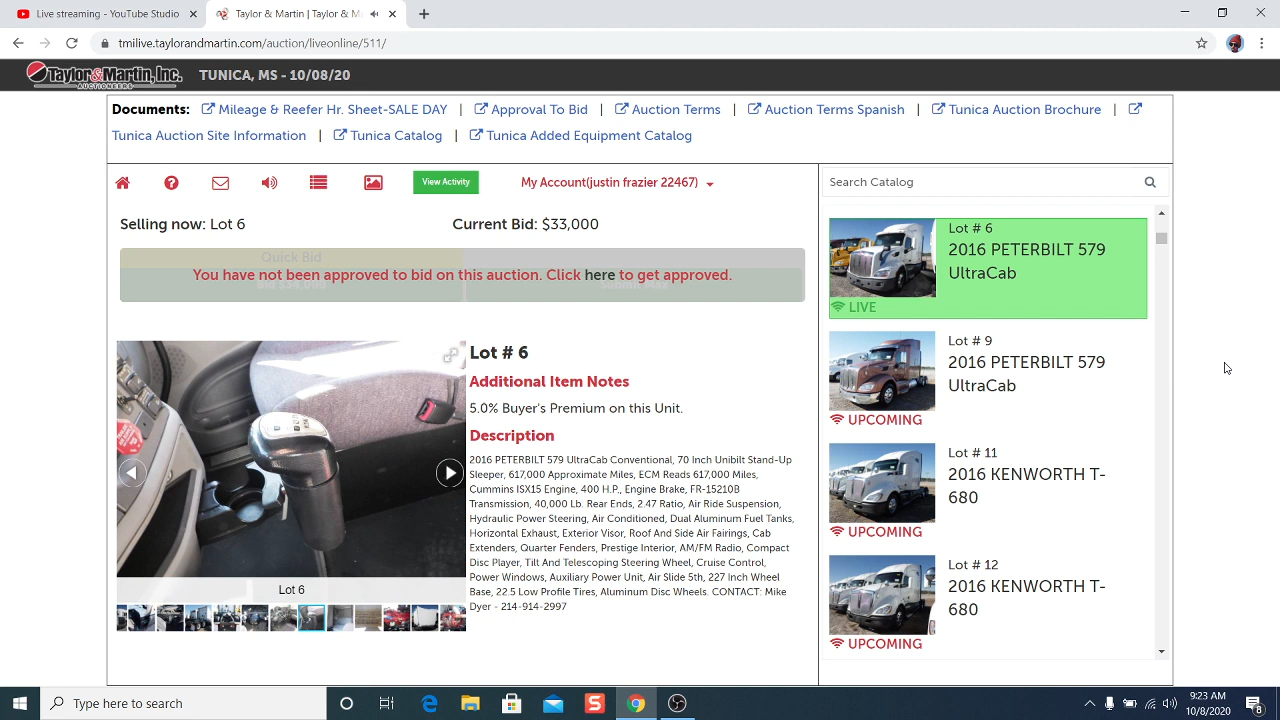 Live streaming - YouTube Studio
Taylor & Martin | Taylor & M
tmilive.taylorandmartin.com/auction/liveonline/511/
Taylor & Martin, Inc.
AUCTIONEERS
TUNICA, MS - 10/08/20
Documents: Mileage & Reefer Hr. Sheet-SALE DAY | Approval To Bid | Auction Terms | Auction Terms Spanish | Tunica Auction Brochure |
Tunica Auction Site Information | Tunica Catalog | Tunica Added Equipment Catalog
View Activity
My Account(justin frazier 22467)
Selling now: Lot 6
Current Bid: $33,000
Quick Bid
You have not been approved to bid on this auction. Click here to get approved.
Lot # 6
Additional Item Notes
5.0% Buyer's Premium on this Unit.
Description
2016 PETERBILT 579 UltraCab Conventional, 70 Inch Unibilt Stand-Up
Sleeper, 617,000 Approximate Miles, ECM Reads 617,000 Miles,
Cummins ISX15 Engine, 400 H.P., Engine Brake, FR-15210B
Transmission, 40,000 Lb. Rear Ends, 2.47 Ratio, Air Ride Suspension,
Hydraulic Power Steering, Air Conditioned, Dual Aluminum Fuel Tanks,
Horizontal Exhaust, Exterior Visor, Roof And Side Air Fairings, Cab
Extenders, Quarter Fenders, Prestige Interior, AM/FM Radio, Compact
Disc Player, Tilt And Telescoping Steering Wheel, Cruise Control,
Power Windows, Auxiliary Power Unit, Air Slide 5th, 227 Inch Wheel
Base, 22.5 Low Profile Tires, Aluminum Disc Wheels. CONTACT: Mike
Dyer - 214-914-2997
Lot 6
Search Catalog
Lot # 6
2016 PETERBILT 579
UltraCab
LIVE
Lot # 9
2016 PETERBILT 579
UltraCab
UPCOMING
Lot # 11
2016 KENWORTH T-
680
UPCOMING
Lot # 12
2016 KENWORTH T-
680
UPCOMING
Type here to search
9:23 AM
10/8/2020
8